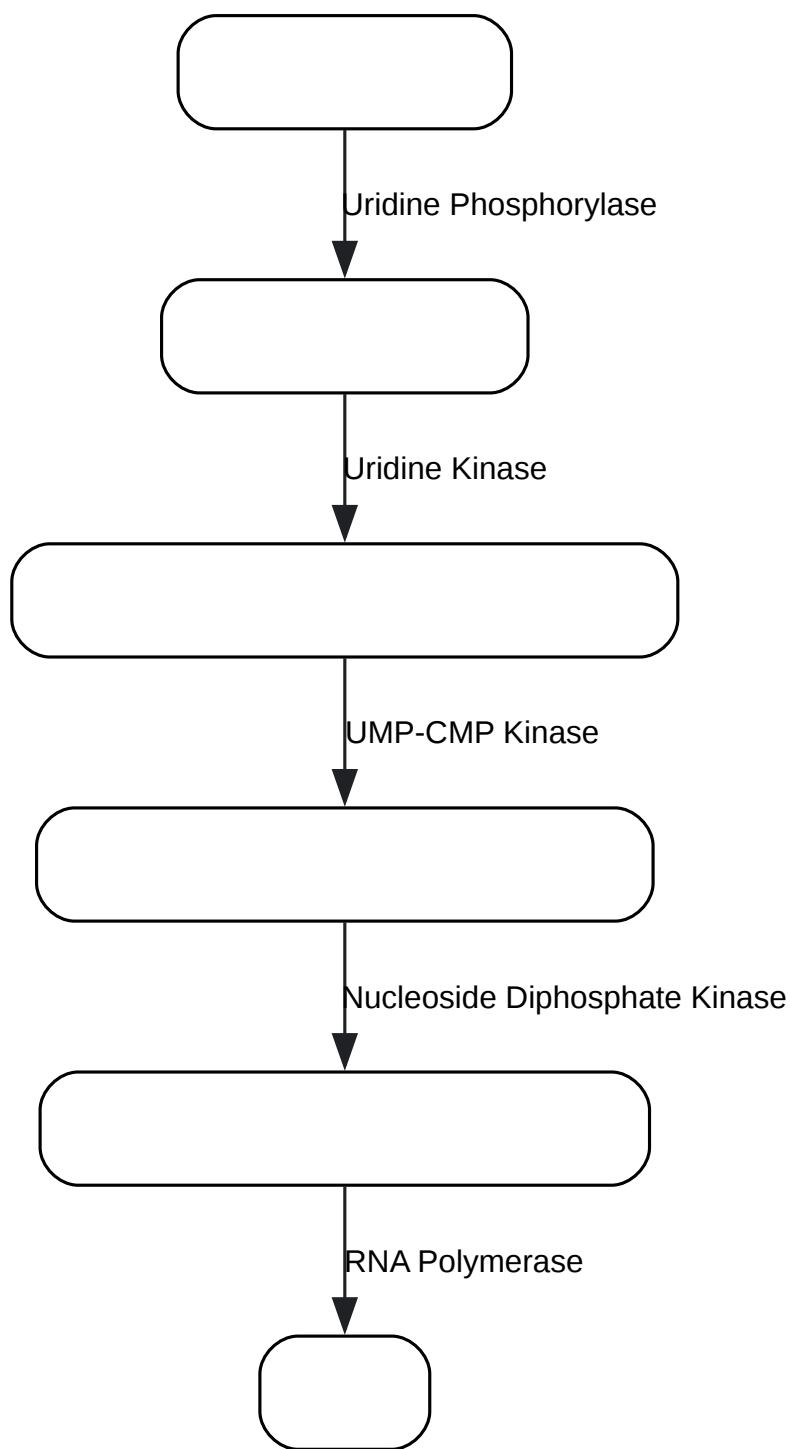 Uridine Phosphorylase
Uridine Kinase
UMP-CMP Kinase
Nucleoside Diphosphate Kinase
RNA Polymerase